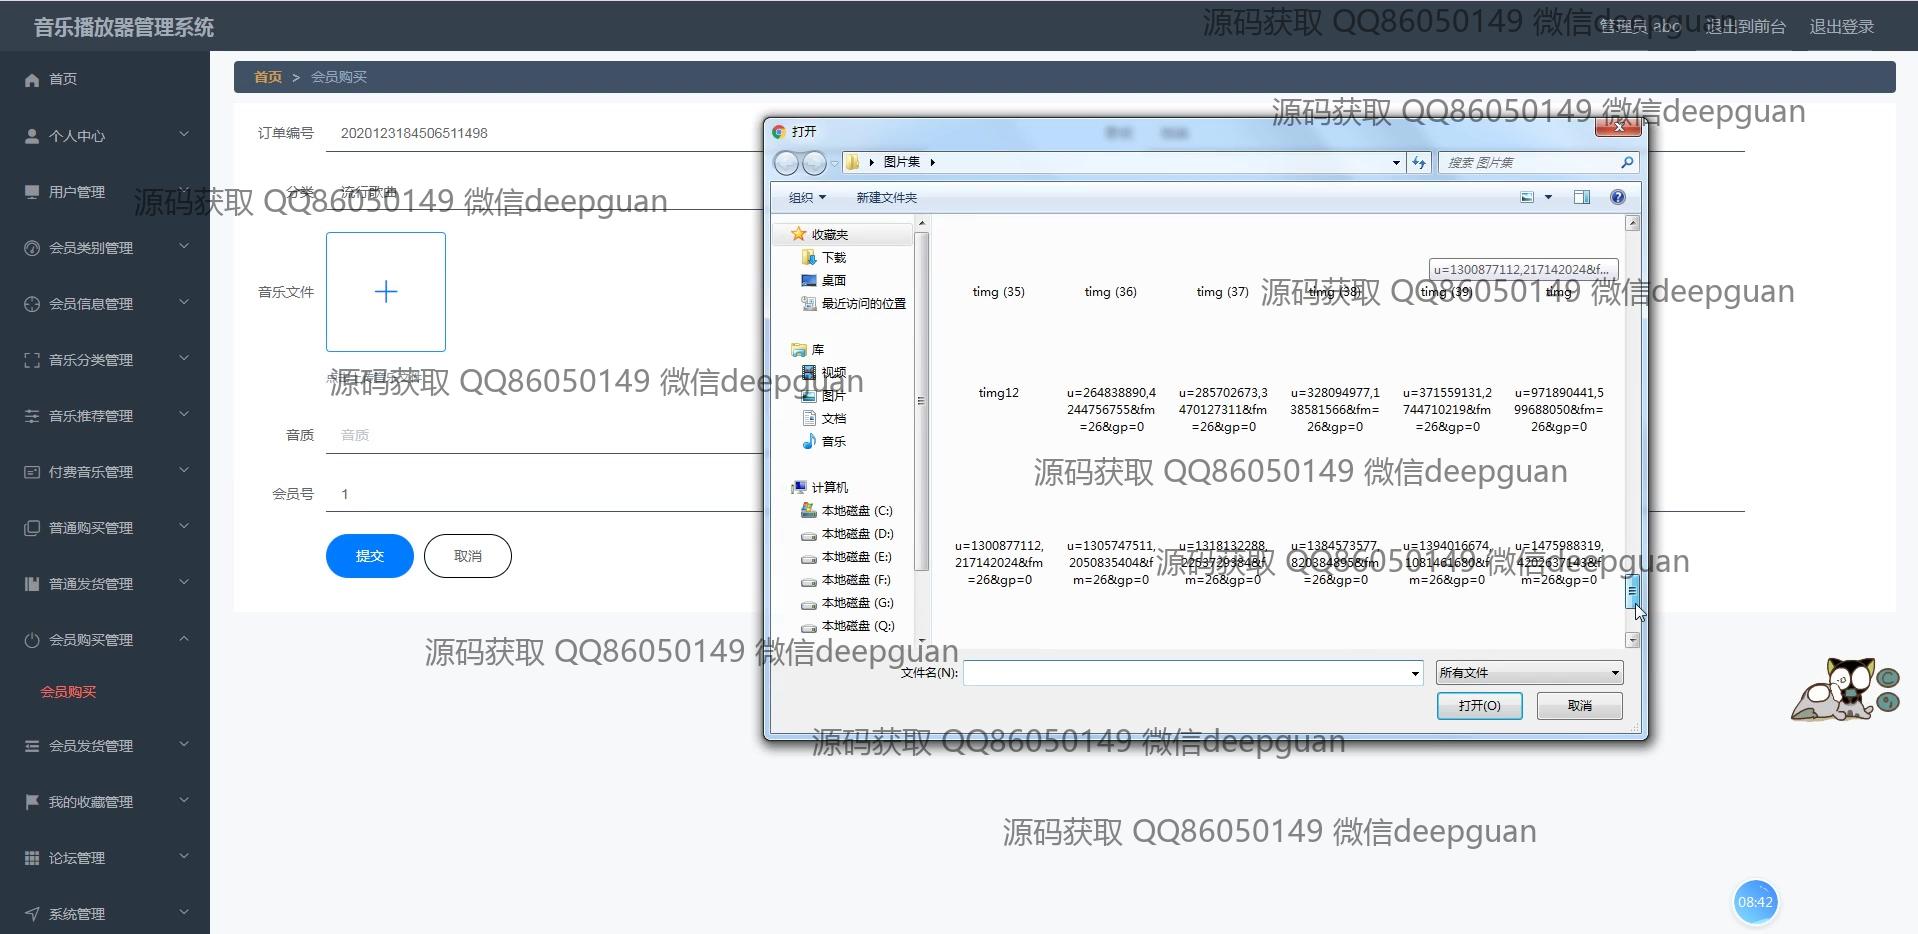 音乐播放器管理系统
源码获取 QQ86050149 微信deepguan
管理员 abc
退出到前台
退出登录
首页
个人中心
用户管理
会员类别管理
会员信息管理
音乐分类管理
音乐推荐管理
付费音乐管理
普通购买管理
普通发货管理
会员购买管理
会员购买
会员发货管理
我的收藏管理
论坛管理
系统管理
首页 > 会员购买
源码获取 QQ86050149 微信deepguan
订单编号 2020123184506511498
分类 流行歌曲
源码获取 QQ86050149 微信deepguan
音乐文件
源码获取 QQ86050149 微信deepguan
音质 音质
会员号 1
提交 取消
源码获取 QQ86050149 微信deepguan
打开
图片集
搜索 图片集
组织 新建文件夹
收藏夹
下载
桌面
最近访问的位置
库
视频
图片
文档
音乐
计算机
本地磁盘 (C:)
本地磁盘 (D:)
本地磁盘 (E:)
本地磁盘 (F:)
本地磁盘 (G:)
本地磁盘 (Q:)
u=1300877112,217142024&f...
timg (35) timg (36) timg (37) timg (38) timg (39) timg
源码获取 QQ86050149 微信deepguan
timg12
u=264838890,4
244756755&fm
=26&gp=0
u=285702673,3
470127311&fm
=26&gp=0
u=328094977,1
38581566&fm=
26&gp=0
u=371559131,2
744710219&fm
=26&gp=0
u=971890441,5
99688050&fm=
26&gp=0
源码获取 QQ86050149 微信deepguan
u=1300877112,
217142024&fm
=26&gp=0
u=1305747511,
2050835404&f
m=26&gp=0
u=1318132288,
2253729384&f
m=26&gp=0
u=1384573577,
820384895&fm
=26&gp=0
u=1394016674,
1081461680&f
m=26&gp=0
u=1475988319,
4202637143&f
m=26&gp=0
源码获取 QQ86050149 微信deepguan
文件名(N):
所有文件
打开(O) 取消
源码获取 QQ86050149 微信deepguan
源码获取 QQ86050149 微信deepguan
08:42